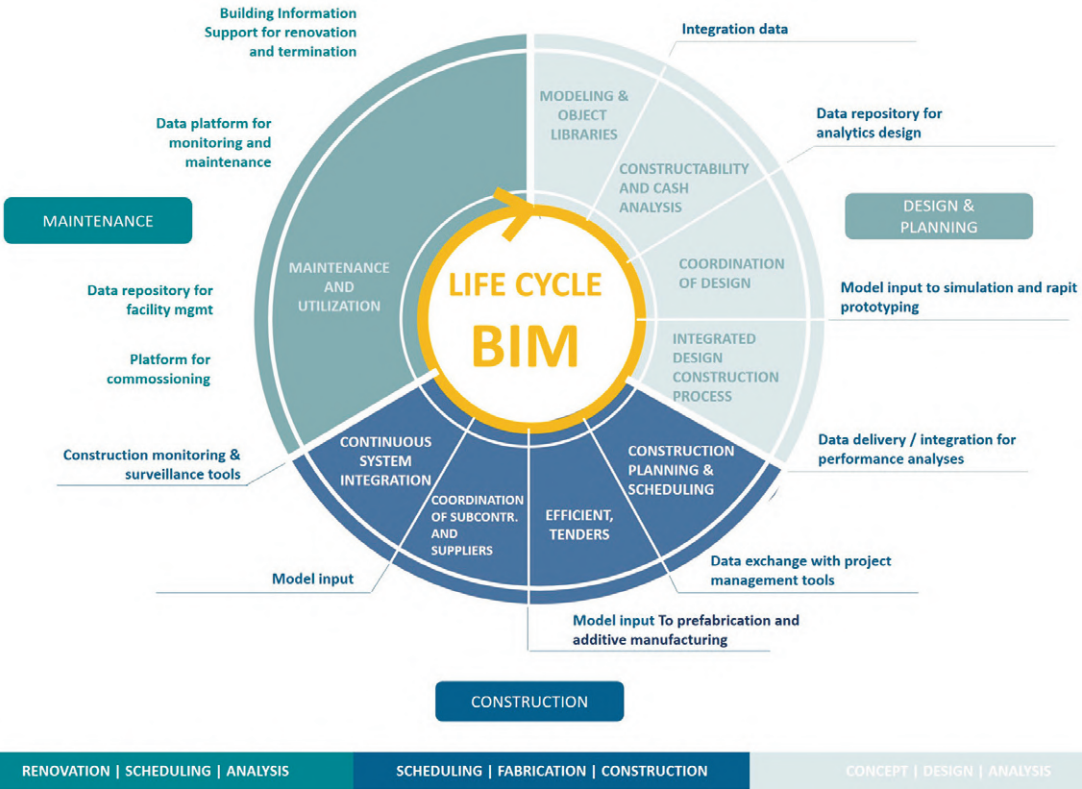 Building Information
Support for renovation
and termination
Integration data
MODELING &
OBJECT
LIBRARIES
Data platform for
monitoring and
maintenance
Data repository for
analytics design
CONSTRUCTABILITY
AND CASH
ANALYSIS
MAINTENANCE
DESIGN &
PLANNING
MAINTENANCE
AND
UTILIZATION
COORDINATION
OF DESIGN
LIFE CYCLE
BIM
Data repository for
facility mgmt
Model input to simulation and rapit
prototyping
INTEGRATED
DESIGN
CONSTRUCTION
PROCESS
Platform for
commossioning
Construction monitoring &
surveillance tools
CONTINUOUS
SYSTEM
INTEGRATION
CONSTRUCTION
PLANNING &
SCHEDULING
Data delivery / integration for
performance analyses
COORDINATION
OF SUBCONTR.
AND
SUPPLIERS
EFFICIENT,
TENDERS
Model input
Data exchange with project
management tools
Model input To prefabrication and
additive manufacturing
CONSTRUCTION
RENOVATION | SCHEDULING | ANALYSIS
SCHEDULING | FABRICATION | CONSTRUCTION
CONCEPT | DESIGN | ANALYSIS